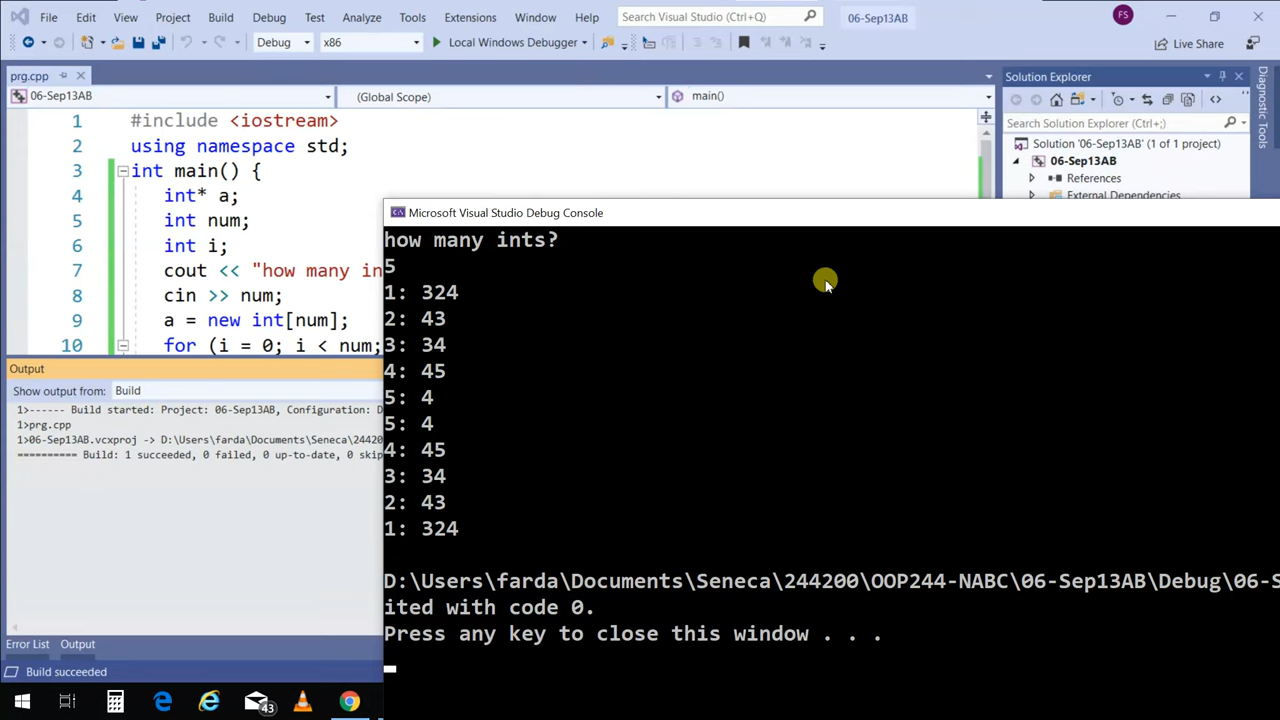 File Edit View Project Build Debug Test Analyze Tools Extensions Window Help Search Visual Studio (Ctrl+Q) 06-Sep13AB FS
Debug x86 Local Windows Debugger Live Share
prg.cpp
06-Sep13AB (Global Scope) main()
1 #include <iostream>
2 using namespace std;
3 int main() {
4 int* a;
5 int num;
6 int i;
7 cout << "how many in
8 cin >> num;
9 a = new int[num];
10 for (i = 0; i < num;
Solution Explorer
Search Solution Explorer (Ctrl+;)
Solution '06-Sep13AB' (1 of 1 project)
06-Sep13AB
References
External Dependencies
Diagnostic Tools
Output
Show output from: Build
1>------ Build started: Project: 06-Sep13AB, Configuration: D
1>prg.cpp
1>06-Sep13AB.vcxproj -> D:\Users\farda\Documents\Seneca\244200
========== Build: 1 succeeded, 0 failed, 0 up-to-date, 0 skip
Error List Output
Build succeeded
43
Microsoft Visual Studio Debug Console
how many ints?
5
1: 324
2: 43
3: 34
4: 45
5: 4
5: 4
4: 45
3: 34
2: 43
1: 324
D:\Users\farda\Documents\Seneca\244200\OOP244-NABC\06-Sep13AB\Debug\06-S
ited with code 0.
Press any key to close this window . . .